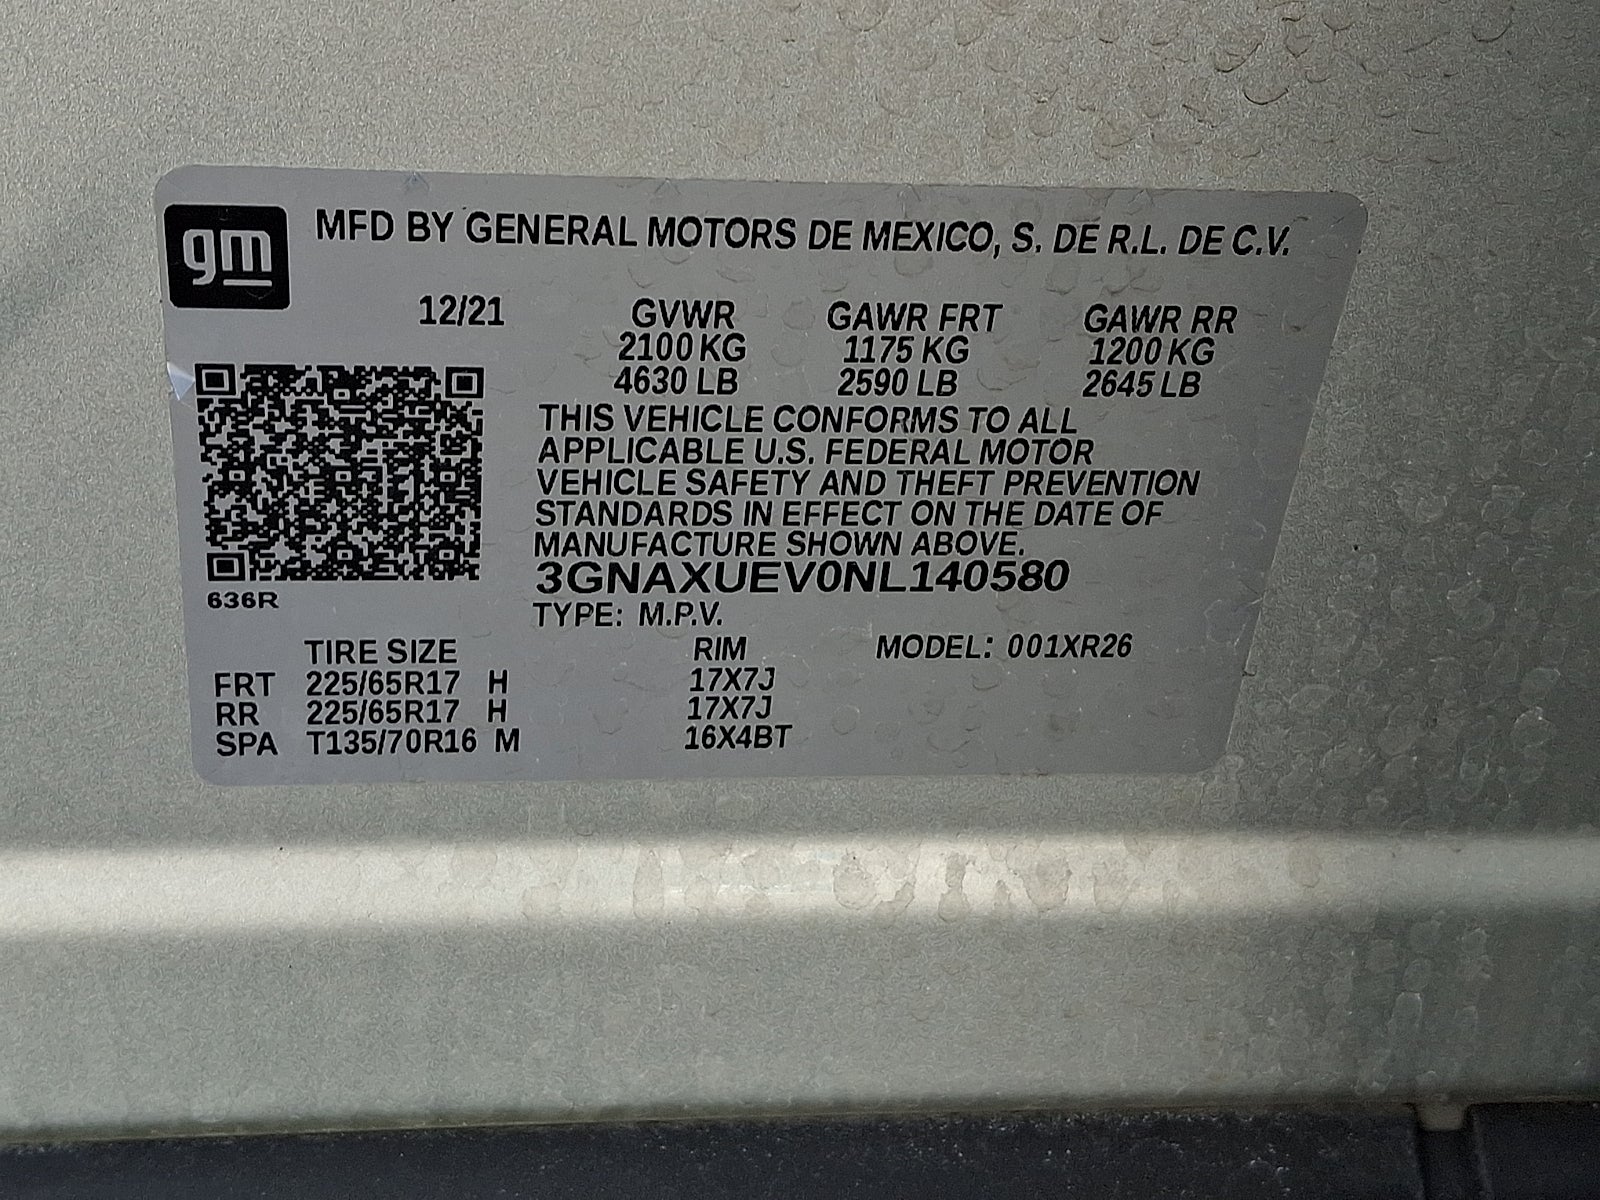 gm MFD BY GENERAL MOTORS DE MEXICO, S. DE R.L. DE C.V.
12/21 GVWR GAWR FRT GAWR RR
2100 KG 1175 KG 1200 KG
4630 LB 2590 LB 2645 LB
THIS VEHICLE CONFORMS TO ALL
APPLICABLE U.S. FEDERAL MOTOR
VEHICLE SAFETY AND THEFT PREVENTION
STANDARDS IN EFFECT ON THE DATE OF
MANUFACTURE SHOWN ABOVE.
3GNAXUEV0NL140580
636R
TYPE: M.P.V.
TIRE SIZE RIM MODEL: 001XR26
FRT 225/65R17 H 17X7J
RR 225/65R17 H 17X7J
SPA T135/70R16 M 16X4BT